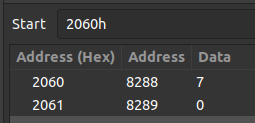 Start 2060h
Address (Hex) Address Data
2060 8288 7
2061 8289 0